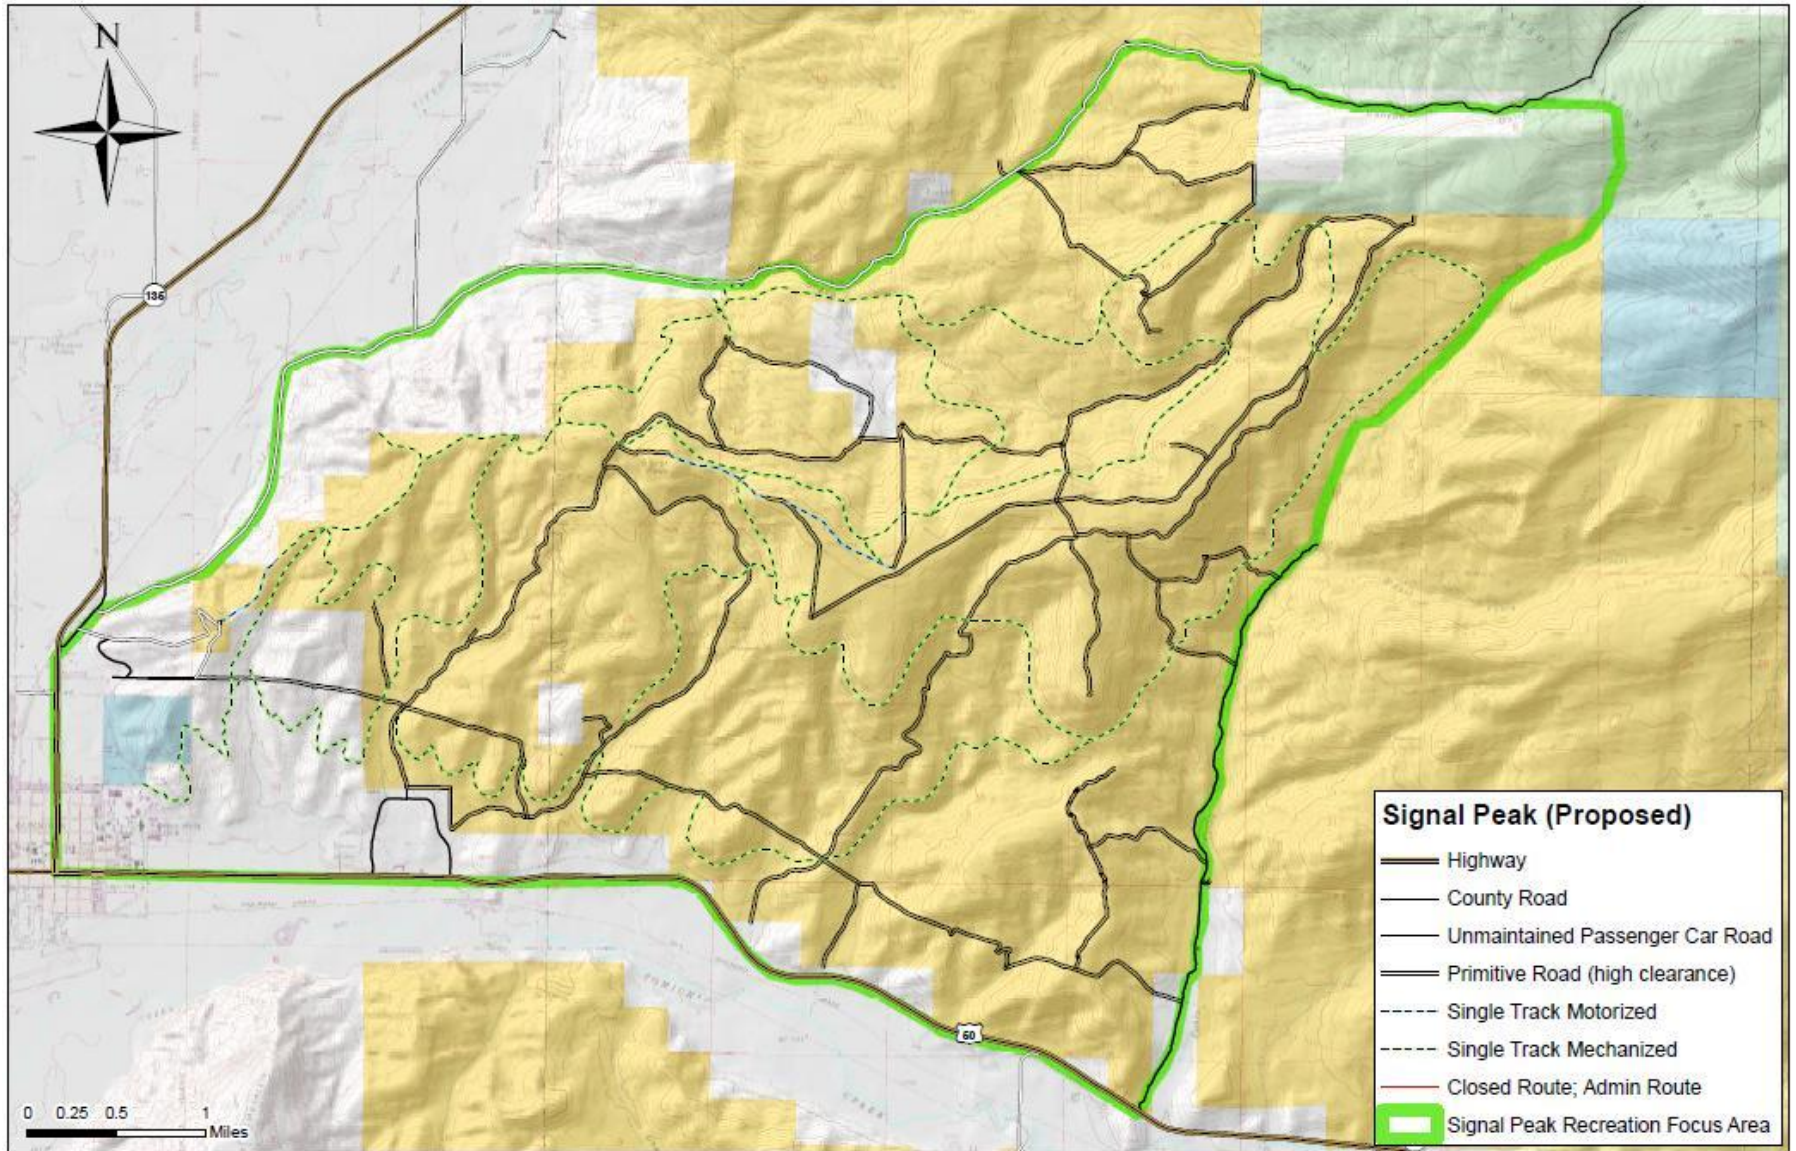 N
135
60
Signal Peak (Proposed)
Highway
County Road
Unmaintained Passenger Car Road
Primitive Road (high clearance)
Single Track Motorized
Single Track Mechanized
Closed Route; Admin Route
Signal Peak Recreation Focus Area
0 0.25 0.5 1
Miles